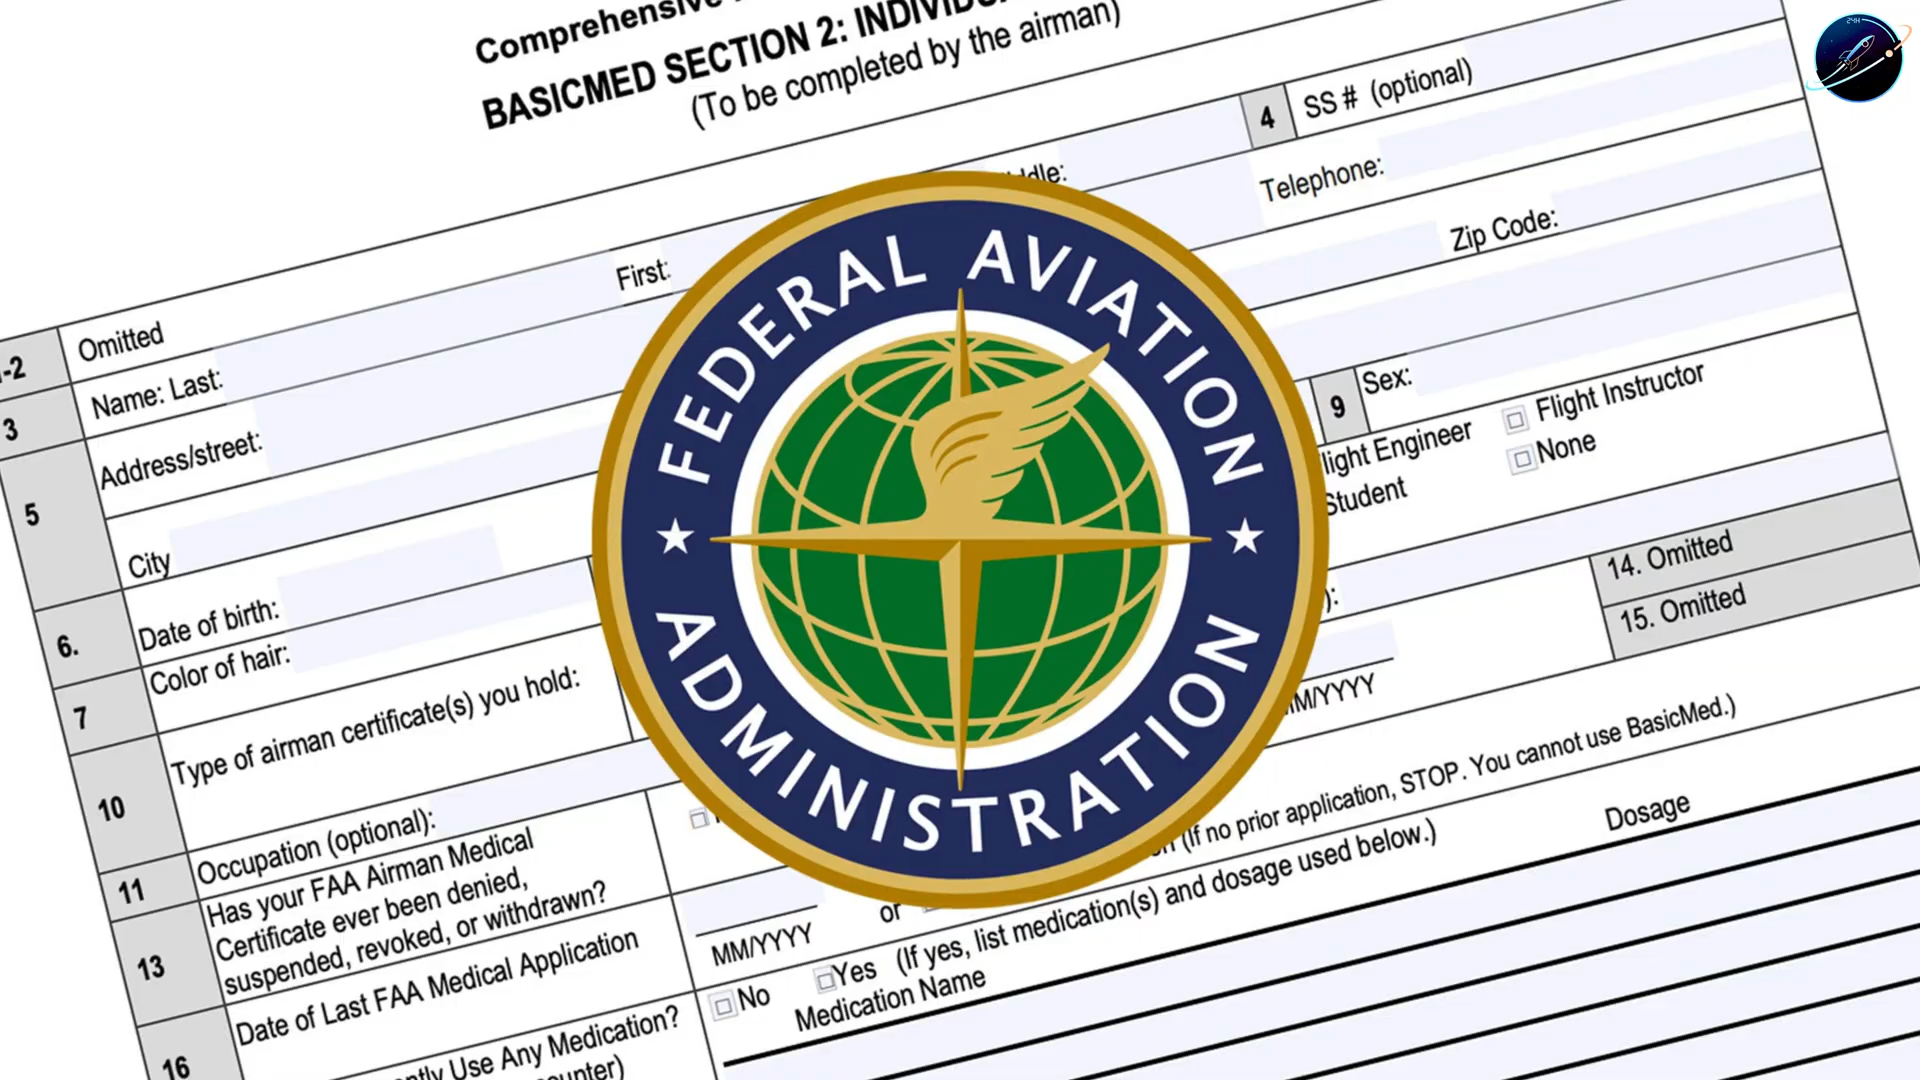 24H
Comprehensive
BASICMED SECTION 2:
(To be completed by the airman)
4 SS # (optional)
-2 Omitted
3 Name: Last: First:
5 Address/street: Telephone:
City Zip Code:
6. Date of birth:
7 Color of hair:
9 Sex:
10 Type of airman certificate(s) you hold:
light Engineer
Flight Instructor
Student
None
11 Occupation (optional):
13 Has your FAA Airman Medical
Certificate ever been denied,
suspended, revoked, or withdrawn?
):
MM/YYYY
14. Omitted
15. Omitted
16 Date of Last FAA Medical Application
MM/YYYY
or
(If no prior application, STOP. You cannot use BasicMed.)
ntly Use Any Medication?
ounter)
No
Yes (If yes, list medication(s) and dosage used below.)
Medication Name
Dosage
FEDERAL AVIATION
ADMINISTRATION